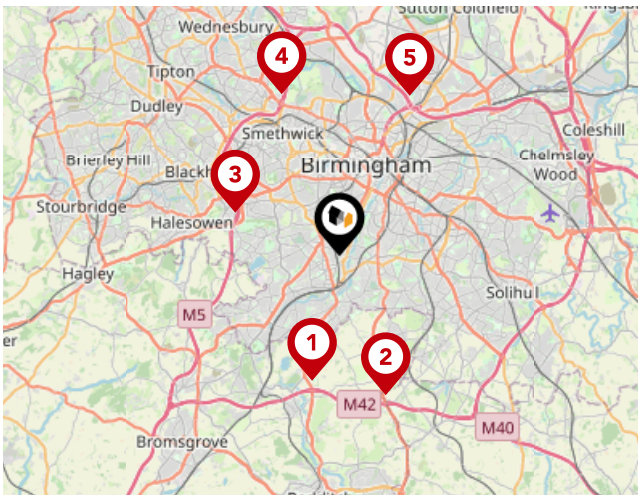 Sutton Coldfield
Wednesbury
4
5
Tipton
Dudley
Smethwick
Coleshill
Brierley Hill
Blackh
3
Birmingham
Chelmsley
Wood
Stourbridge
Halesowen
Hagley
M5
Solihull
er
1
2
M42
M40
Bromsgrove